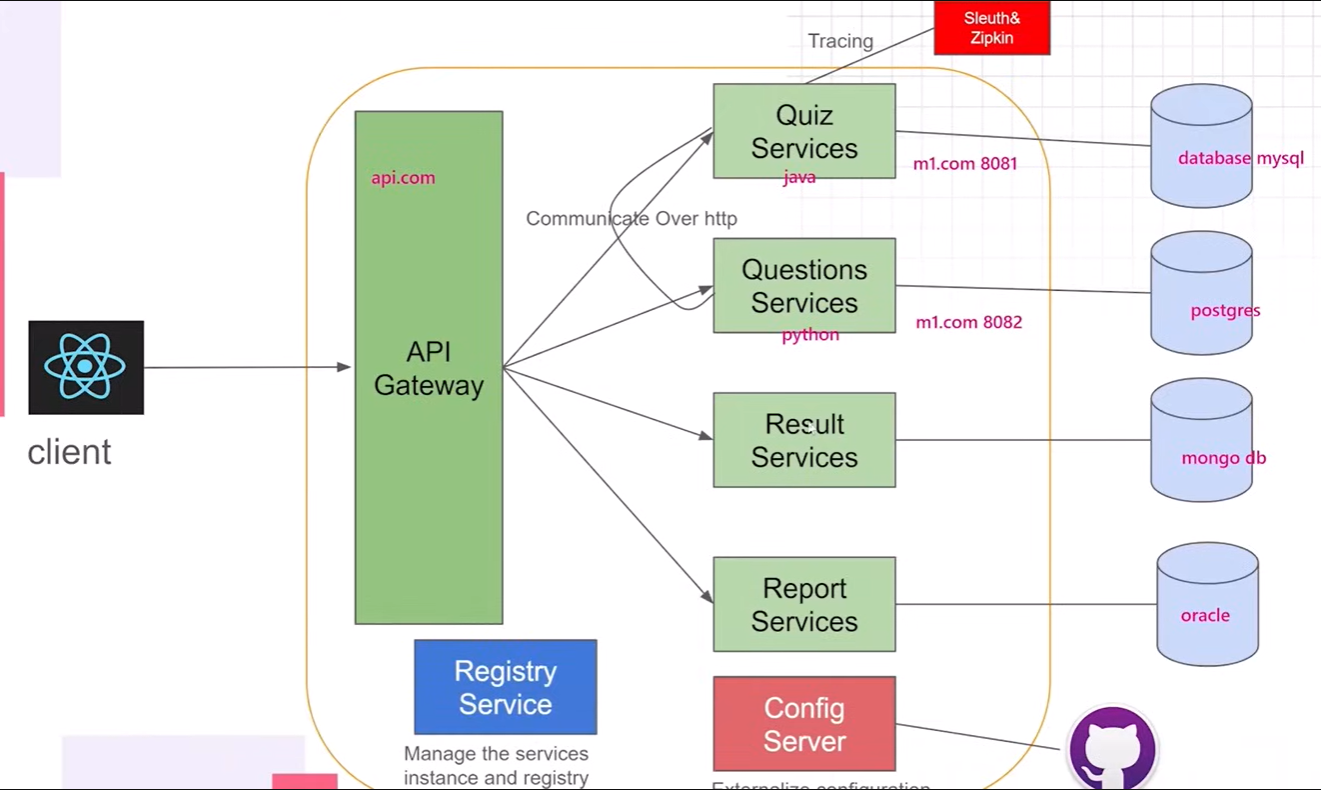 Sleuth&
Zipkin
Tracing
Quiz
Services
java
m1.com 8081
database mysql
api.com
Communicate Over http
Questions
Services
python
m1.com 8082
postgres
API
Gateway
client
Result
Services
mongo db
Report
Services
oracle
Registry
Service
Manage the services
instance and registry
Config
Server
Externalize configuration